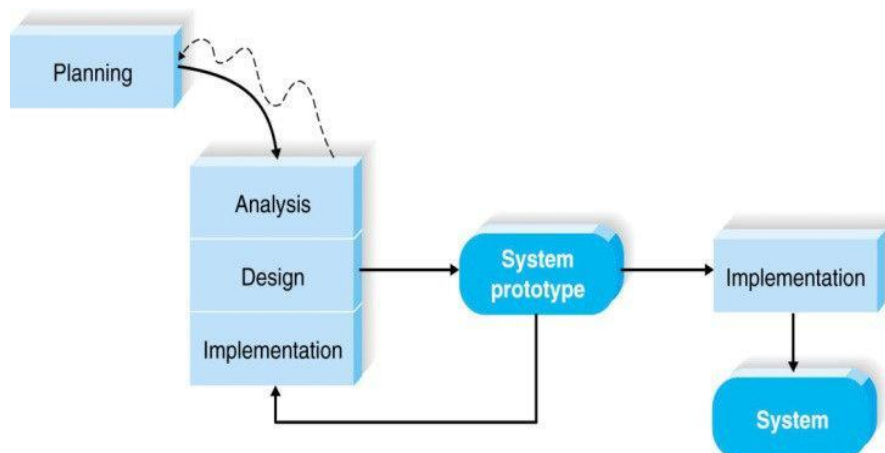 Planning
Analysis
Design
Implementation
System
prototype
Implementation
System